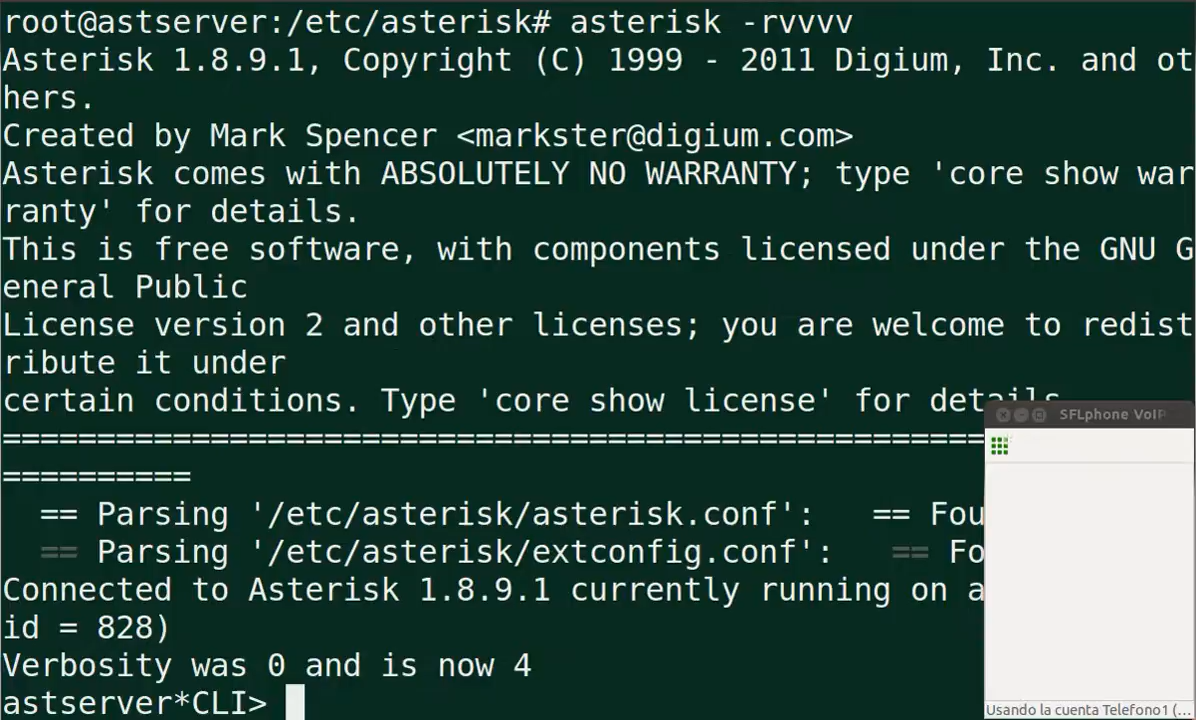 root@astserver:/etc/asterisk# asterisk -rvvvv
Asterisk 1.8.9.1, Copyright (C) 1999 - 2011 Digium, Inc. and ot
hers.
Created by Mark Spencer <markster@digium.com>
Asterisk comes with ABSOLUTELY NO WARRANTY; type 'core show war
ranty' for details.
This is free software, with components licensed under the GNU G
eneral Public
License version 2 and other licenses; you are welcome to redist
ribute it under
certain conditions. Type 'core show license' for details
====================================================
==========
== Parsing '/etc/asterisk/asterisk.conf':   == Fou
== Parsing '/etc/asterisk/extconfig.conf':   == Fo
Connected to Asterisk 1.8.9.1 currently running on a
id = 828)
Verbosity was 0 and is now 4
astserver*CLI>
SFLphone VoIP
Usando la cuenta Telefono1 (...